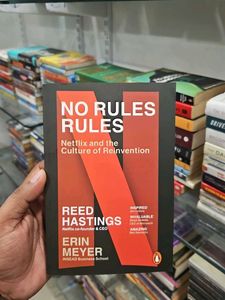 NO RULES
RULES
Netflix and the
Culture of Reinvention
REED
HASTINGS
Netflix co-founder & CEO
ERIN
MEYER
INSEAD Business School
INSPIRED
INVALUABLE
AMAZING